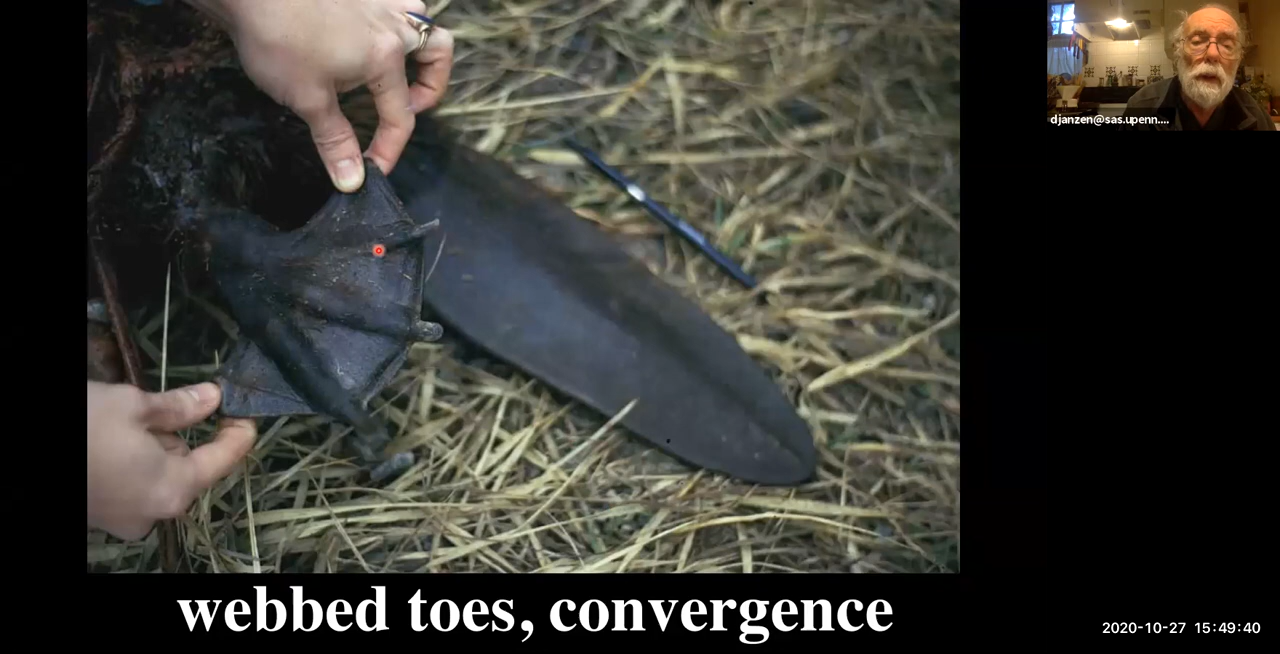 djanzen@sas.upenn....
webbed toes, convergence
2020-10-27 15:49:40